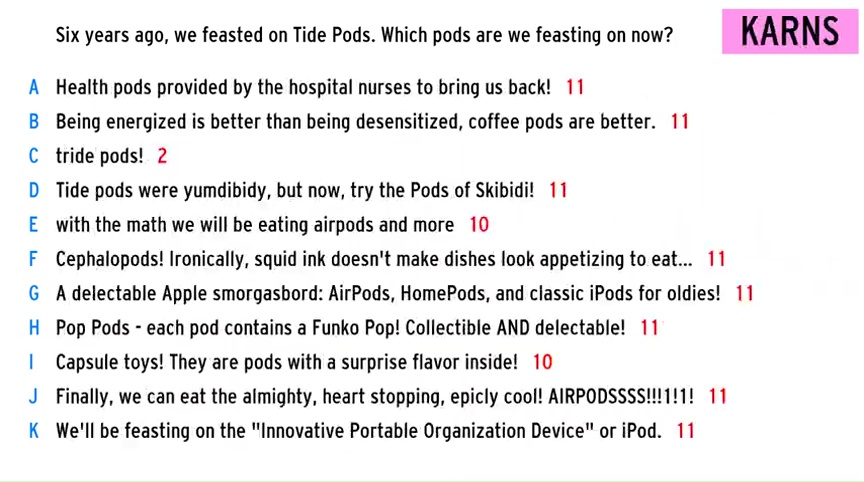 Six years ago, we feasted on Tide Pods. Which pods are we feasting on now?
KARNS
A Health pods provided by the hospital nurses to bring us back! 11
B Being energized is better than being desensitized, coffee pods are better. 11
C tride pods! 2
D Tide pods were yumdibidy, but now, try the Pods of Skibidi! 11
E with the math we will be eating airpods and more 10
F Cephalopods! Ironically, squid ink doesn't make dishes look appetizing to eat... 11
G A delectable Apple smorgasbord: AirPods, HomePods, and classic iPods for oldies! 11
H Pop Pods - each pod contains a Funko Pop! Collectible AND delectable! 11
I Capsule toys! They are pods with a surprise flavor inside! 10
J Finally, we can eat the almighty, heart stopping, epicly cool! AIRPODSSSS!!!1!1! 11
K We'll be feasting on the "Innovative Portable Organization Device" or iPod. 11